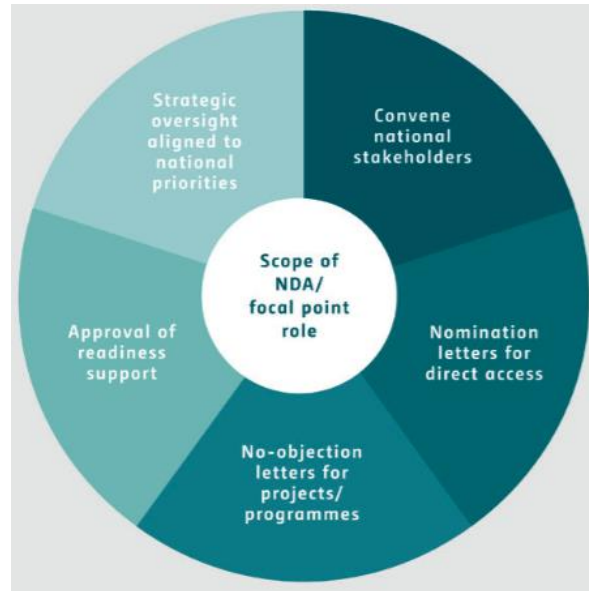 Strategic
oversight
aligned to
national
priorities
Convene
national
stakeholders
Scope of
NDA/
focal point
role
Approval of
readiness
support
Nomination
letters for
direct access
No-objection
letters for
projects/
programmes